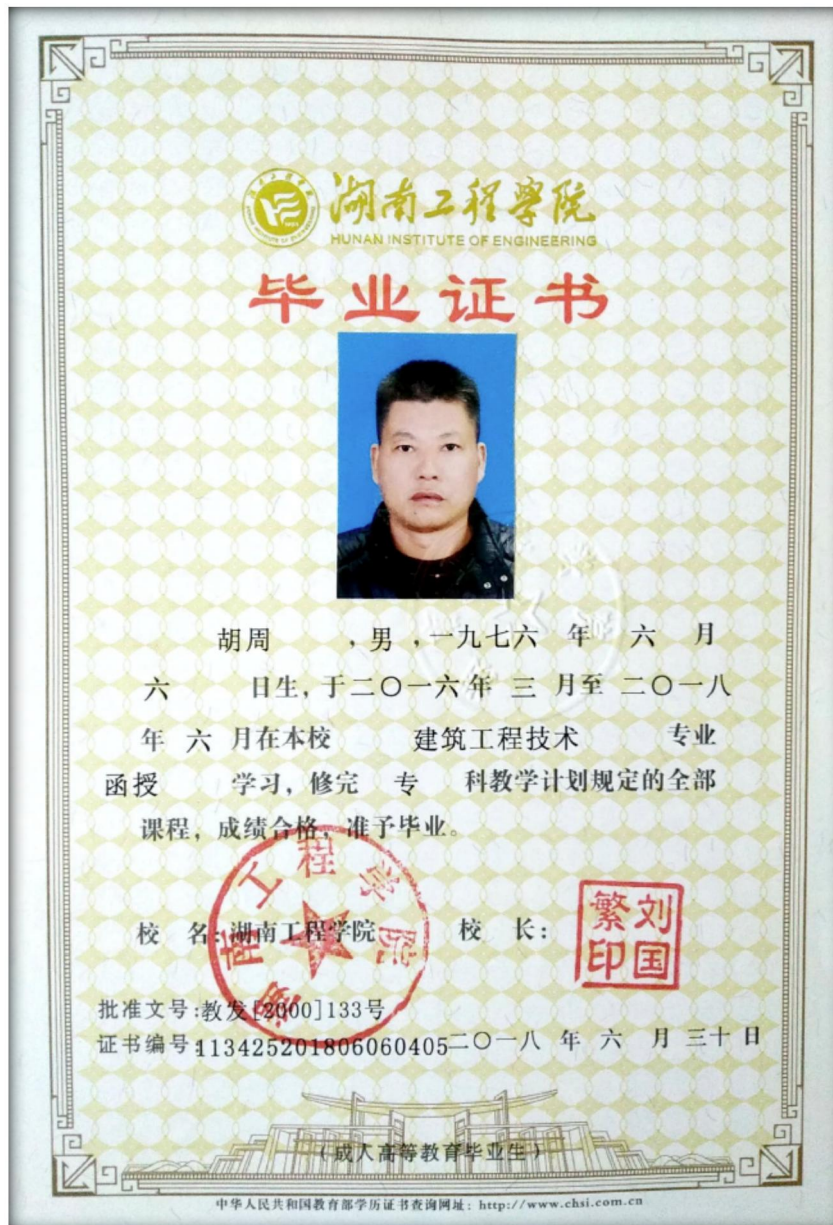 湖南工程学院
HUNAN INSTITUTE OF ENGINEERING
毕业证书
胡周 ,男,一九七六 年 六 月
六 日生,于二〇一六年 三 月至 二〇一八
年 六 月在本校 建筑工程技术 专业
函授 学习,修完 专 科教学计划规定的全部
课程,成绩合格,准予毕业。
校 名:湖南工程学院 校 长:
湖南工程学院
刘国繁印
批准文号:教发[2000]133号
证书编号:113425201806060405 二〇一八 年 六 月 三十 日
(成人高等教育毕业生)
中华人民共和国教育部学历证书查询网址:http://www.chsi.com.cn